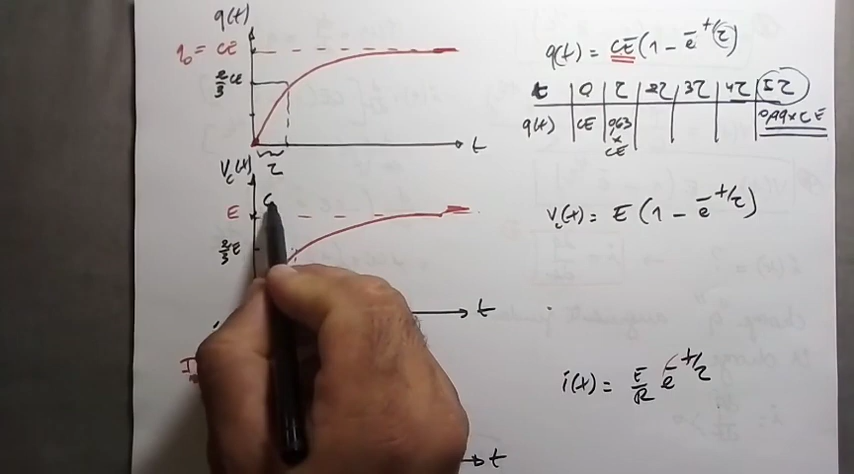 q(t)
q₀ = CE
2/3 CE
t
τ
q(t) = CE(1 - e^-t/τ)
t | 0 | τ | 2τ | 3τ | 4τ | 5τ
q(t) | CE | 0,63 x CE | | | | 0,99 x CE
Vc(t)
E
2/3 E
t
Vc(t) = E (1 - e^-t/τ)
i(t) = E/R e^-t/τ
t